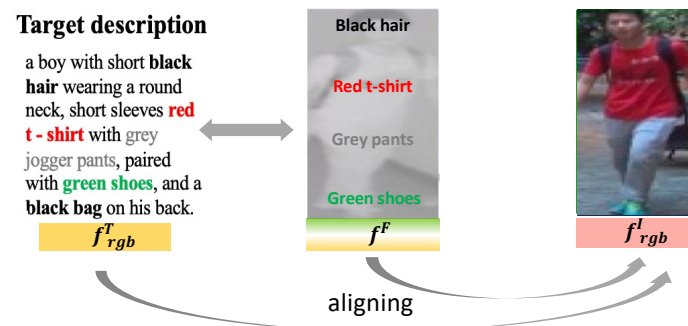 Target description
a boy with short black
hair wearing a round
neck, short sleeves red
t - shirt with grey
jogger pants, paired
with green shoes, and a
black bag on his back.
f^T_rgb
Black hair
Red t-shirt
Grey pants
Green shoes
f^F
f^I_rgb
aligning